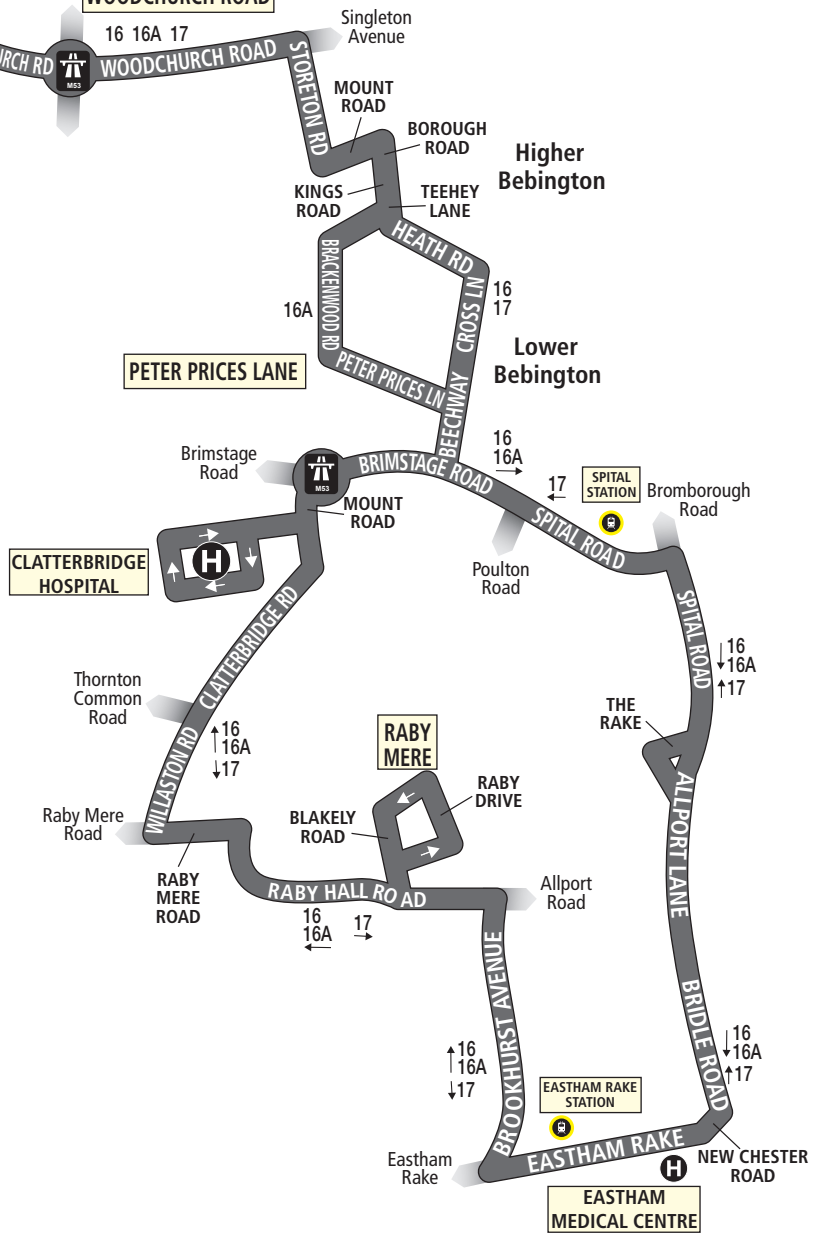 WOODCHURCH ROAD
16 16A 17
Singleton
Avenue
RCH RD
M53
WOODCHURCH ROAD
STORETON RD
MOUNT
ROAD
BOROUGH
ROAD
Higher
Bebington
KINGS
ROAD
TEEHEY
LANE
HEATH RD
BRACKENWOOD RD
16A
CROSS LN
16
17
PETER PRICES LANE
PETER PRICES LN
Lower
Bebington
BEECHWAY
Brimstage
Road
M53
BRIMSTAGE ROAD
16
16A
17
SPITAL
STATION
Bromborough
Road
MOUNT
ROAD
SPITAL ROAD
CLATTERBRIDGE
HOSPITAL
H
Poulton
Road
CLATTERBRIDGE RD
SPITAL ROAD
16
16A
17
Thornton
Common
Road
THE
RAKE
16
16A
17
RABY
MERE
WILLASTON RD
RABY
DRIVE
BLAKELY
ROAD
Raby Mere
Road
ALLPORT LANE
RABY
MERE
ROAD
RABY HALL RO AD
Allport
Road
16
16A
17
BROOKHURST AVENUE
BRIDLE ROAD
16
16A
17
16
16A
17
EASTHAM RAKE
STATION
Eastham
Rake
EASTHAM RAKE
H
NEW CHESTER
ROAD
EASTHAM
MEDICAL CENTRE